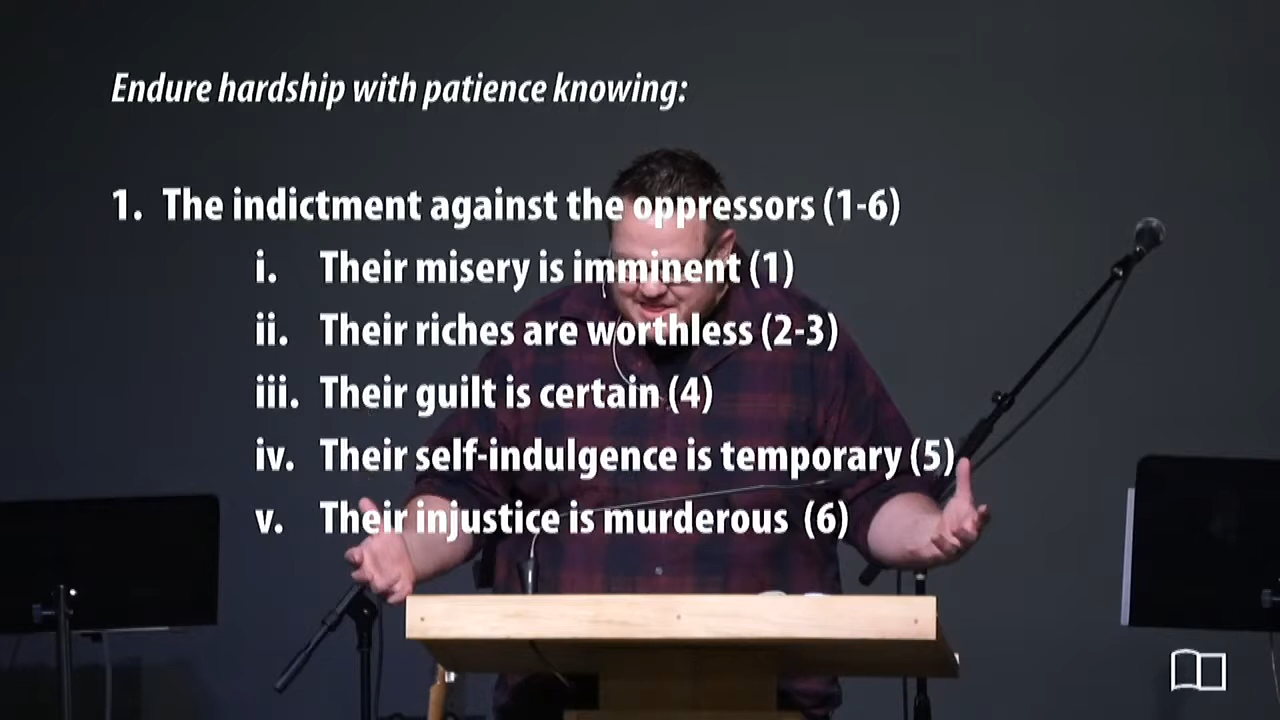 Endure hardship with patience knowing:
1. The indictment against the oppressors (1-6)
i. Their misery is imminent (1)
ii. Their riches are worthless (2-3)
iii. Their guilt is certain (4)
iv. Their self-indulgence is temporary (5)
v. Their injustice is murderous (6)